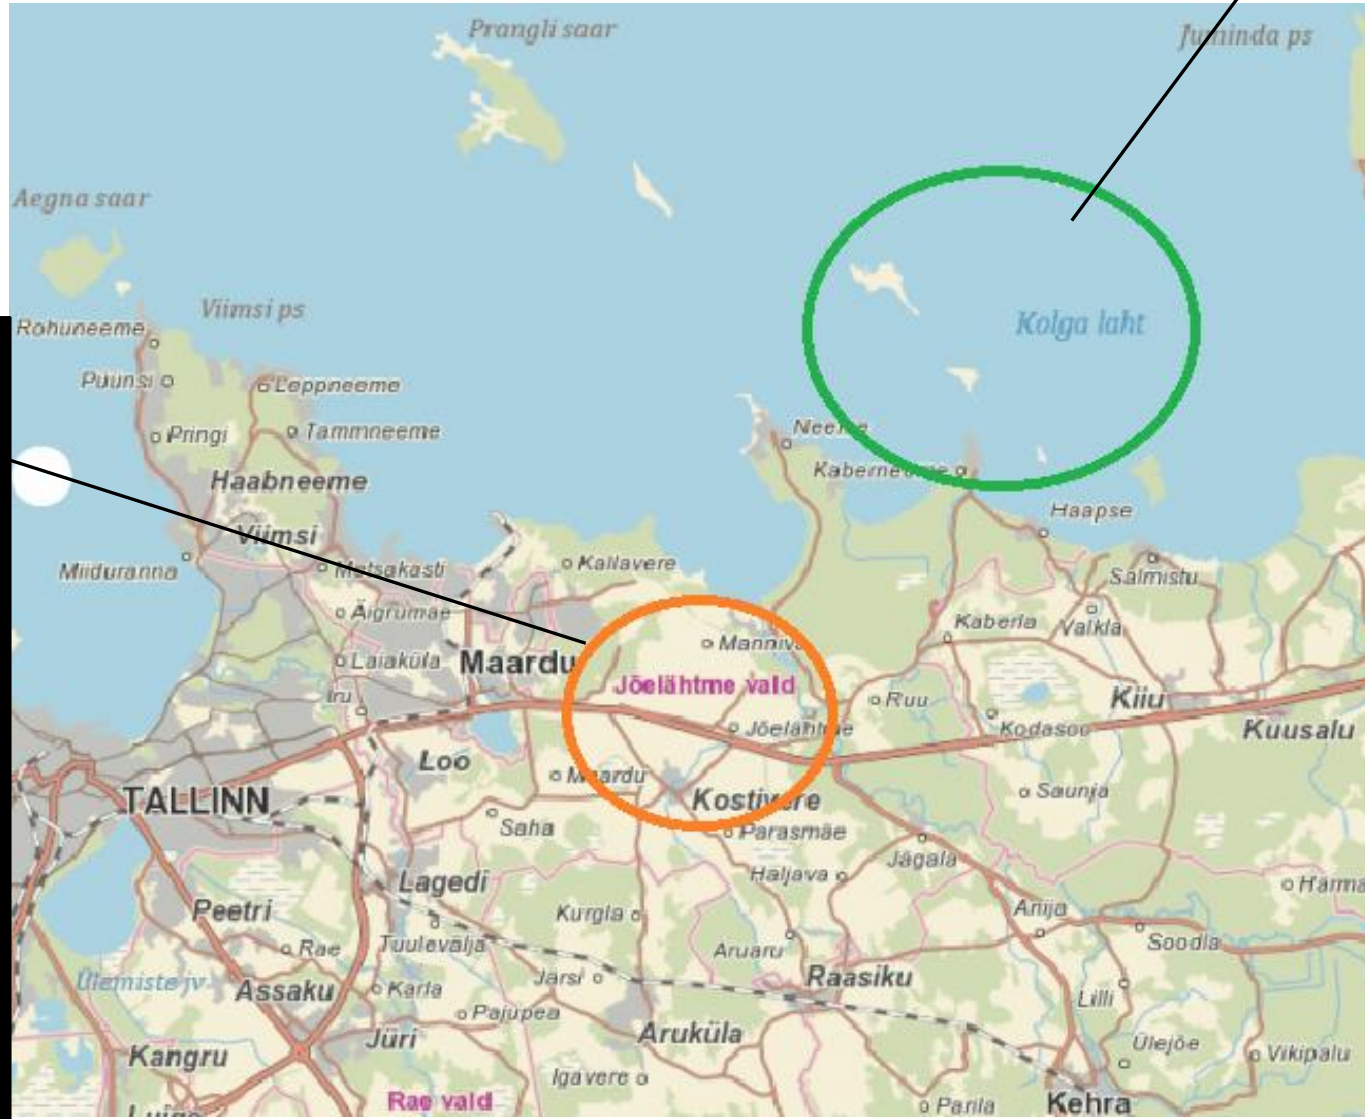 Prangli saar
Juminda ps
Aegna saar
Viimsi ps
Rohuneeme
Kolga laht
Püünsi
Leppneeme
Pringi
Tammneeme
Neeme
Kaberneeme
Haabneeme
Haapse
Viimsi
Miiduranna
Metsakasti
Kallavere
Salmistu
Äigrumäe
Kaberla
Valkla
Manniva
Laiaküla
Maardu
Jõelähtme vald
Iru
Ruu
Kiiu
Jõelähtme
Kodasoo
Kuusalu
Loo
Maardu
TALLINN
Kostivere
Saunja
Saha
Parasmäe
Jägala
Haljava
Lagedi
Härma
Peetri
Kurgla
Anija
Rae
Tuulevälja
Aruaru
Soodla
Ülemiste jv
Assaku
Karla
Järsi
Raasiku
Lilli
Pajupea
Jüri
Aruküla
Ülejõe
Kangru
Vikipalu
Igavere
Rae vald
Parila
Kehra